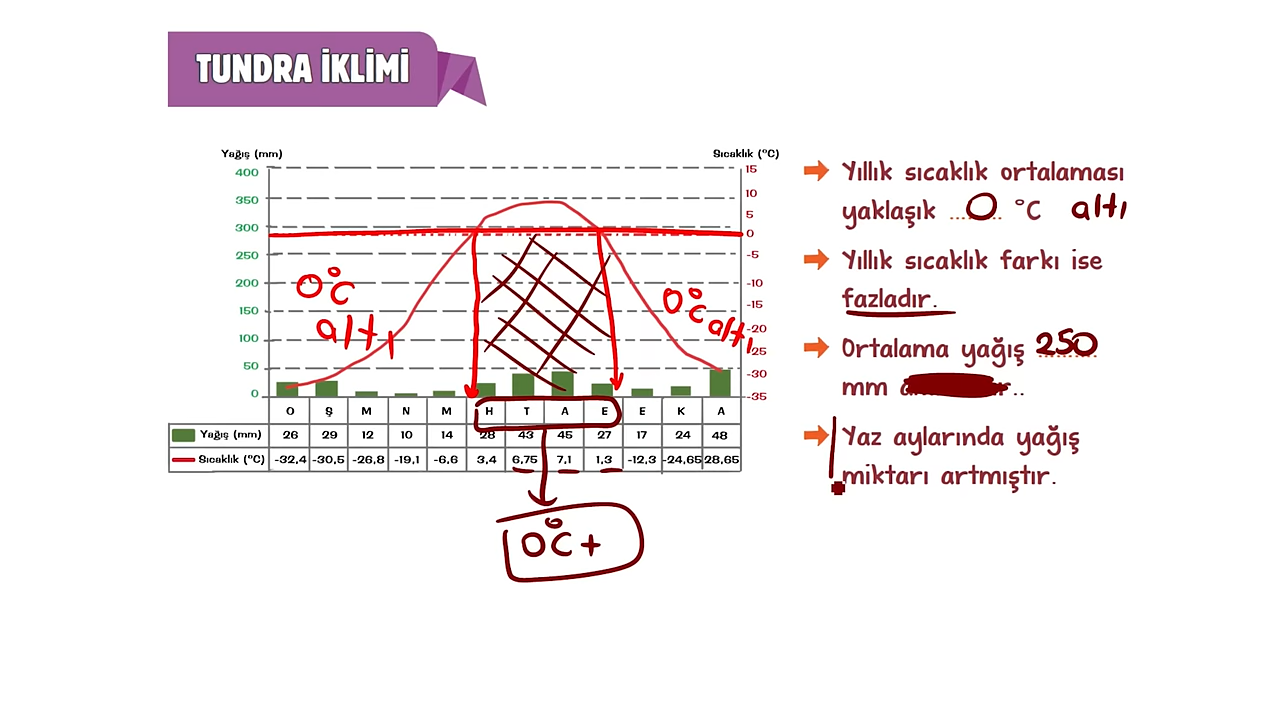 TUNDRA İKLİMİ
Yağış (mm) Sıcaklık (°C)
400 15
350 10
5
300 0
250 -5
200 -10
150 -15
-20
100 -25
50 -30
0 -35
0°C altı
0°C altı
O Ş M N M H T A E E K A
Yağış (mm) 26 29 12 10 14 28 43 45 27 17 24 48
Sıcaklık (°C) -32,4 -30,5 -26,8 -19,1 -6,6 3,4 6,75 7,1 1,3 -12,3 -24,65 28,65
0°C +
Yıllık sıcaklık ortalaması
yaklaşık 0 °C altı
Yıllık sıcaklık farkı ise
fazladır.
Ortalama yağış 250
mm
Yaz aylarında yağış
miktarı artmıştır.